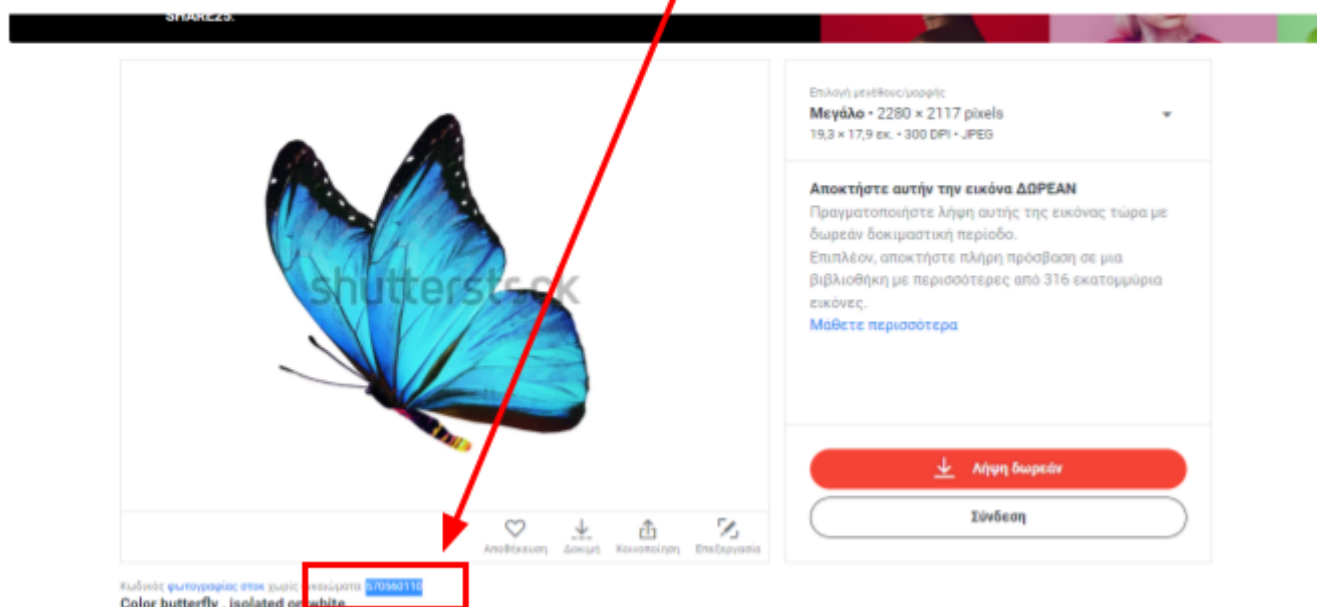 SHARE25.
Επιλογή μεγέθους/μορφής
Μεγάλο • 2280 × 2117 pixels
19,3 × 17,9 εκ. • 300 DPI • JPEG
Αποκτήστε αυτήν την εικόνα ΔΩΡΕΑΝ
Πραγματοποιήστε λήψη αυτής της εικόνας τώρα με
δωρεάν δοκιμαστική περίοδο.
Επιπλέον, αποκτήστε πλήρη πρόσβαση σε μια
βιβλιοθήκη με περισσότερες από 316 εκατομμύρια
εικόνες.
Μάθετε περισσότερα
shutterstock
Λήψη δωρεάν
Σύνδεση
Αποθήκευση Δοκιμή Κοινοποίηση Επεξεργασία
Κωδικός φωτογραφίας στοκ χωρίς δικαιώματα: 670560110
Color butterfly , isolated on white